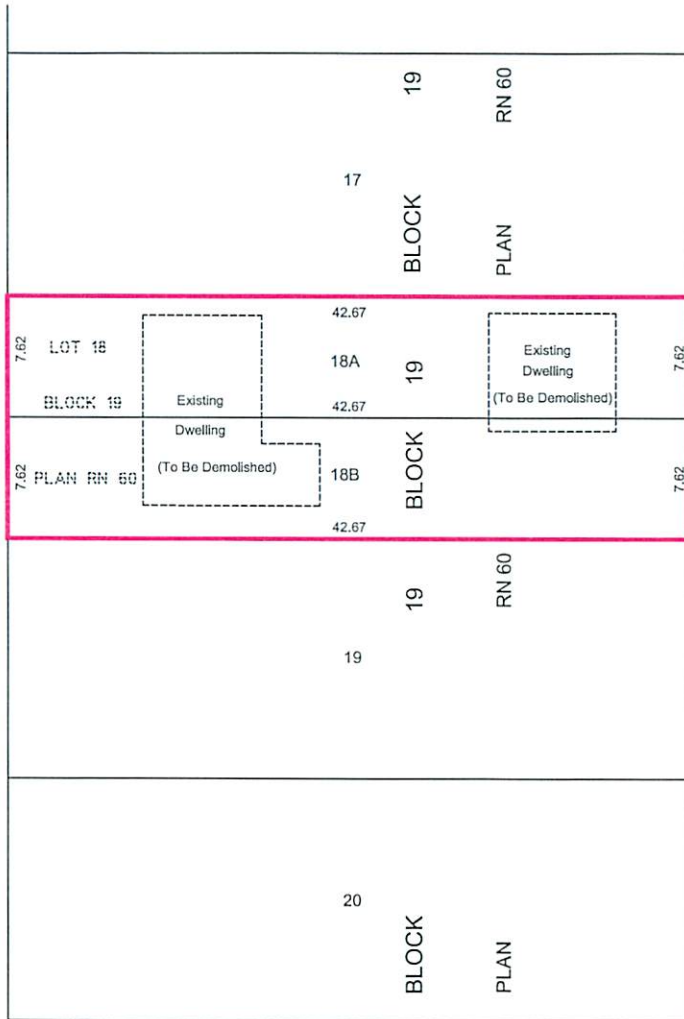 19
RN 60
17
BLOCK
PLAN
42.67
7.62
LOT 18
18A
19
Existing
Dwelling
(To Be Demolished)
7.62
BLOCK 19
42.67
Existing
Dwelling
(To Be Demolished)
7.62
PLAN RN 60
18B
BLOCK
7.62
42.67
19
RN 60
19
20
BLOCK
PLAN